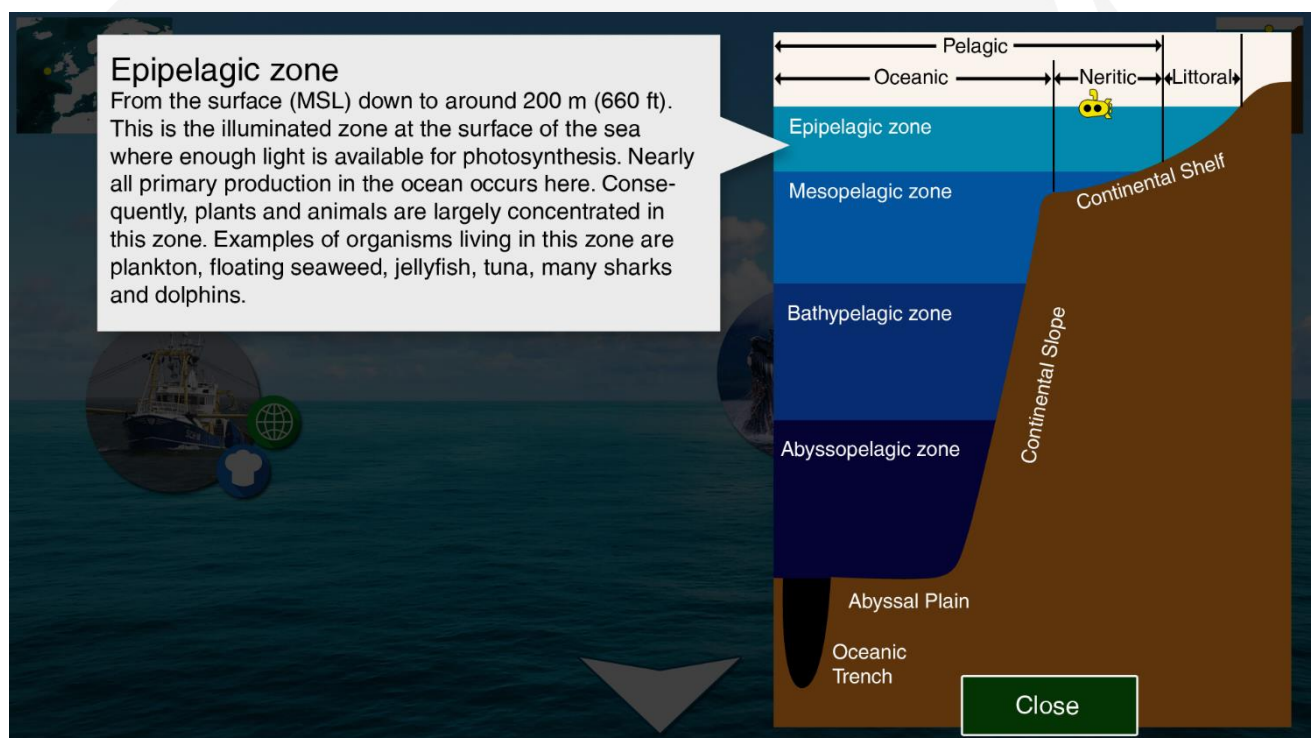 Epipelagic zone
From the surface (MSL) down to around 200 m (660 ft).
This is the illuminated zone at the surface of the sea
where enough light is available for photosynthesis. Nearly
all primary production in the ocean occurs here. Conse-
quently, plants and animals are largely concentrated in
this zone. Examples of organisms living in this zone are
plankton, floating seaweed, jellyfish, tuna, many sharks
and dolphins.
Pelagic
Oceanic
Neritic
Littoral
Epipelagic zone
Mesopelagic zone
Continental Shelf
Bathypelagic zone
Continental Slope
Abyssopelagic zone
Abyssal Plain
Oceanic
Trench
Close